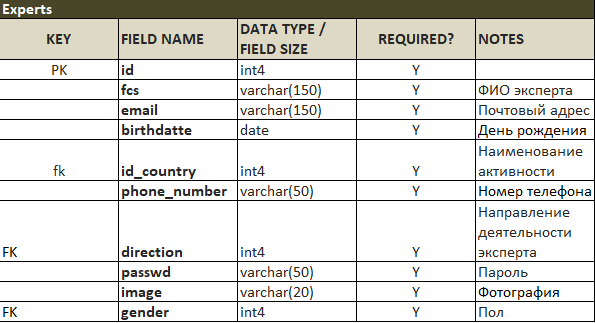 Experts
KEY FIELD NAME DATA TYPE / FIELD SIZE REQUIRED? NOTES
PK id int4 Y
fcs varchar(150) Y ФИО эксперта
email varchar(150) Y Почтовый адрес
birthdatte date Y День рождения
fk id_country int4 Y Наименование активности
phone_number varchar(50) Y Номер телефона
FK direction int4 Y Направление деятельности эксперта
passwd varchar(50) Y Пароль
image varchar(20) Y Фотография
FK gender int4 Y Пол